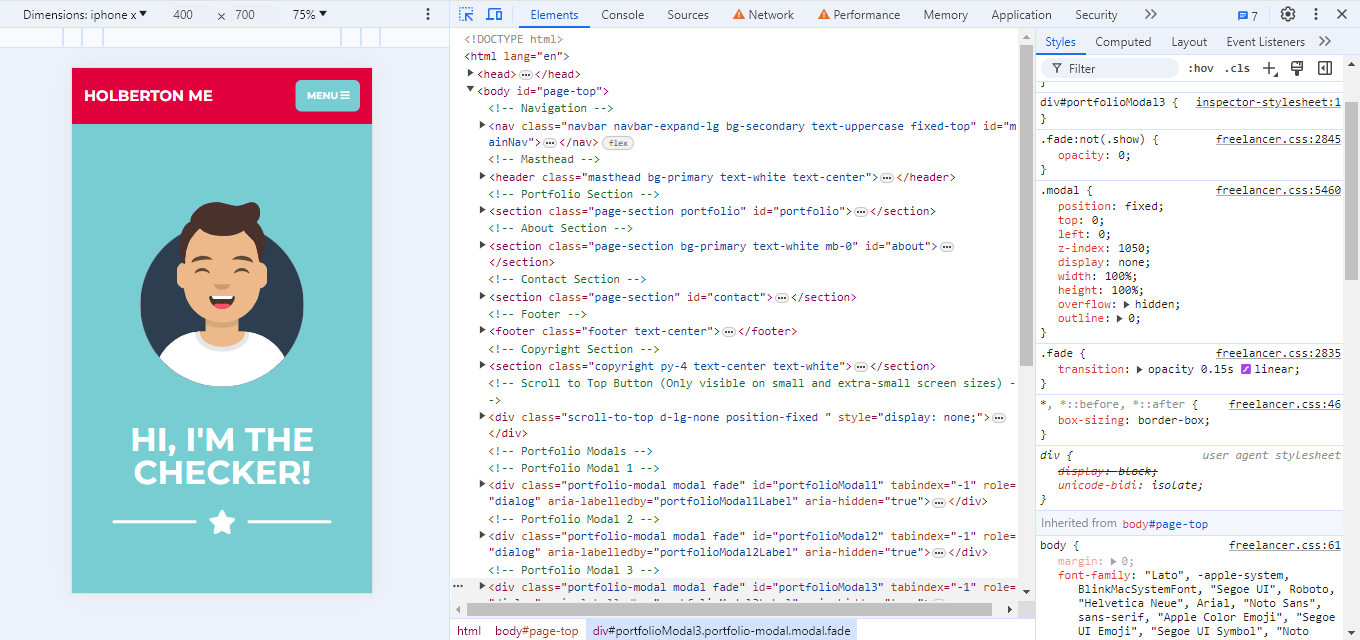 Dimensions: iphone x 400 x 700 75%
Elements Console Sources Network Performance Memory Application Security 7
HOLBERTON ME
MENU
HI, I'M THE
CHECKER!
<!DOCTYPE html>
<html lang="en">
<head> ... </head>
<body id="page-top">
<!-- Navigation -->
<nav class="navbar navbar-expand-lg bg-secondary text-uppercase fixed-top" id="m
ainNav"> ... </nav> flex
<!-- Masthead -->
<header class="masthead bg-primary text-white text-center"> ... </header>
<!-- Portfolio Section -->
<section class="page-section portfolio" id="portfolio"> ... </section>
<!-- About Section -->
<section class="page-section bg-primary text-white mb-0" id="about"> ...
</section>
<!-- Contact Section -->
<section class="page-section" id="contact"> ... </section>
<!-- Footer -->
<footer class="footer text-center"> ... </footer>
<!-- Copyright Section -->
<section class="copyright py-4 text-center text-white"> ... </section>
<!-- Scroll to Top Button (Only visible on small and extra-small screen sizes) -
->
<div class="scroll-to-top d-lg-none position-fixed " style="display: none;"> ...
</div>
<!-- Portfolio Modals -->
<!-- Portfolio Modal 1 -->
<div class="portfolio-modal modal fade" id="portfolioModal1" tabindex="-1" role=
"dialog" aria-labelledby="portfolioModal1Label" aria-hidden="true"> ... </div>
<!-- Portfolio Modal 2 -->
<div class="portfolio-modal modal fade" id="portfolioModal2" tabindex="-1" role=
"dialog" aria-labelledby="portfolioModal2Label" aria-hidden="true"> ... </div>
<!-- Portfolio Modal 3 -->
... <div class="portfolio-modal modal fade" id="portfolioModal3" tabindex="-1" role=
html body#page-top div#portfolioModal3.portfolio-modal.modal.fade
Styles Computed Layout Event Listeners
Filter :hov .cls
}
div#portfolioModal3 { inspector-stylesheet:1
}
.fade:not(.show) { freelancer.css:2845
opacity: 0;
}
.modal { freelancer.css:5460
position: fixed;
top: 0;
left: 0;
z-index: 1050;
display: none;
width: 100%;
height: 100%;
overflow: hidden;
outline: 0;
}
.fade { freelancer.css:2835
transition: opacity 0.15s linear;
}
*, *::before, *::after { freelancer.css:46
box-sizing: border-box;
}
div { user agent stylesheet
display: block;
unicode-bidi: isolate;
}
Inherited from body#page-top
body { freelancer.css:61
margin: 0;
font-family: "Lato", -apple-system,
BlinkMacSystemFont, "Segoe UI", Roboto,
"Helvetica Neue", Arial, "Noto Sans",
sans-serif, "Apple Color Emoji", "Segoe
UI Emoji", "Segoe UI Symbol", "Noto